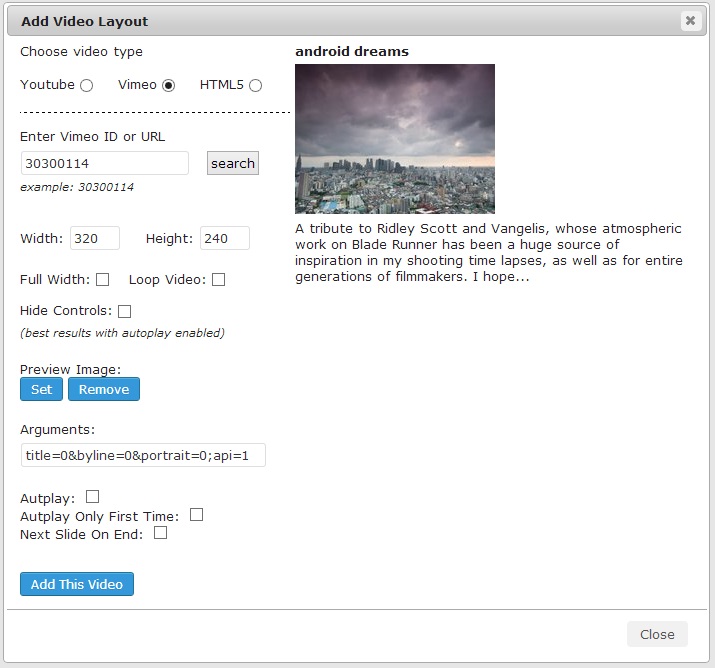 Add Video Layout
Choose video type
Youtube Vimeo HTML5
Enter Vimeo ID or URL
30300114 search
example: 30300114
Width: 320 Height: 240
Full Width: Loop Video:
Hide Controls:
(best results with autoplay enabled)
Preview Image:
Set Remove
Arguments:
title=0&byline=0&portrait=0;api=1
Autplay:
Autplay Only First Time:
Next Slide On End:
Add This Video
android dreams
A tribute to Ridley Scott and Vangelis, whose atmospheric
work on Blade Runner has been a huge source of
inspiration in my shooting time lapses, as well as for entire
generations of filmmakers. I hope...
Close